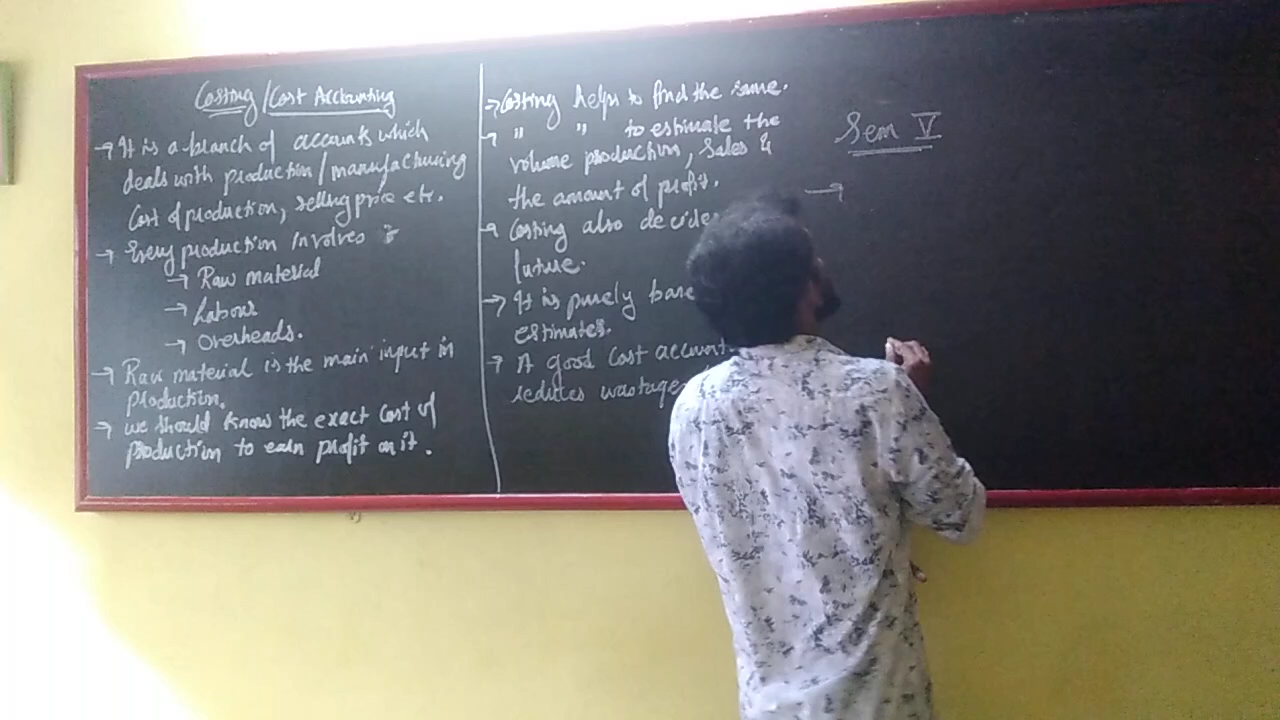 Costing / Cost Accounting
→ It is a branch of accounts which
deals with production / manufacturing
Cost of production, selling price etc.
→ Every production involves :
→ Raw material
→ Labour
→ Overheads.
→ Raw material is the main input in
production.
→ we should know the exact cost of
production to earn profit on it.
→ Costing helps to find the same.
→ " " to estimate the
volume production, Sales &
the amount of profit.
→ Costing also decides
future.
→ It is purely base
estimates.
→ A good cost account
reduces wastage
Sem V
→